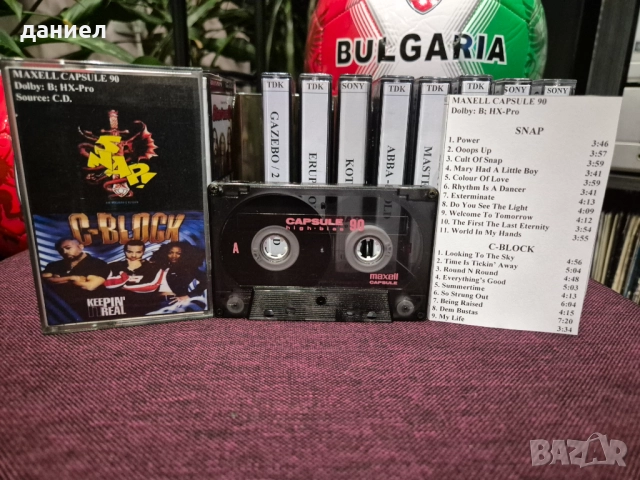 даниел
BULGARIA
MAXELL CAPSULE 90
Dolby: B; HX-Pro
Source: C.D.
SNAP!
C-BLOCK
KEEPIN'
IT REAL
TDK
TDK
SONY
TDK
TDK
TDK
SONY
SONY
GAZEBO / 2
ERUP
KOT
ABBA
MAST
A
CAPSULE 90
high-bias
maxell
CAPSULE
MAXELL CAPSULE 90
Dolby: B; HX-Pro
SNAP
1. Power 3:46
2. Ooops Up 3:57
3. Cult Of Snap 3:59
4. Mary Had A Little Boy 3:41
5. Colour Of Love 3:59
6. Rhythm Is A Dancer 3:41
7. Exterminate 4:13
8. Do You See The Light 4:09
9. Welcome To Tomorrow 4:12
10. The First The Last Eternity 3:54
11. World In My Hands 3:55
C-BLOCK
1. Looking To The Sky 4:56
2. Time Is Tickin' Away 5:04
3. Round N Round 4:48
4. Everything's Good 5:03
5. Summertime 4:13
6. So Strung Out 6:04
7. Being Raised 4:15
8. Dem Bustas 7:20
9. My Life 3:34
BAZAR